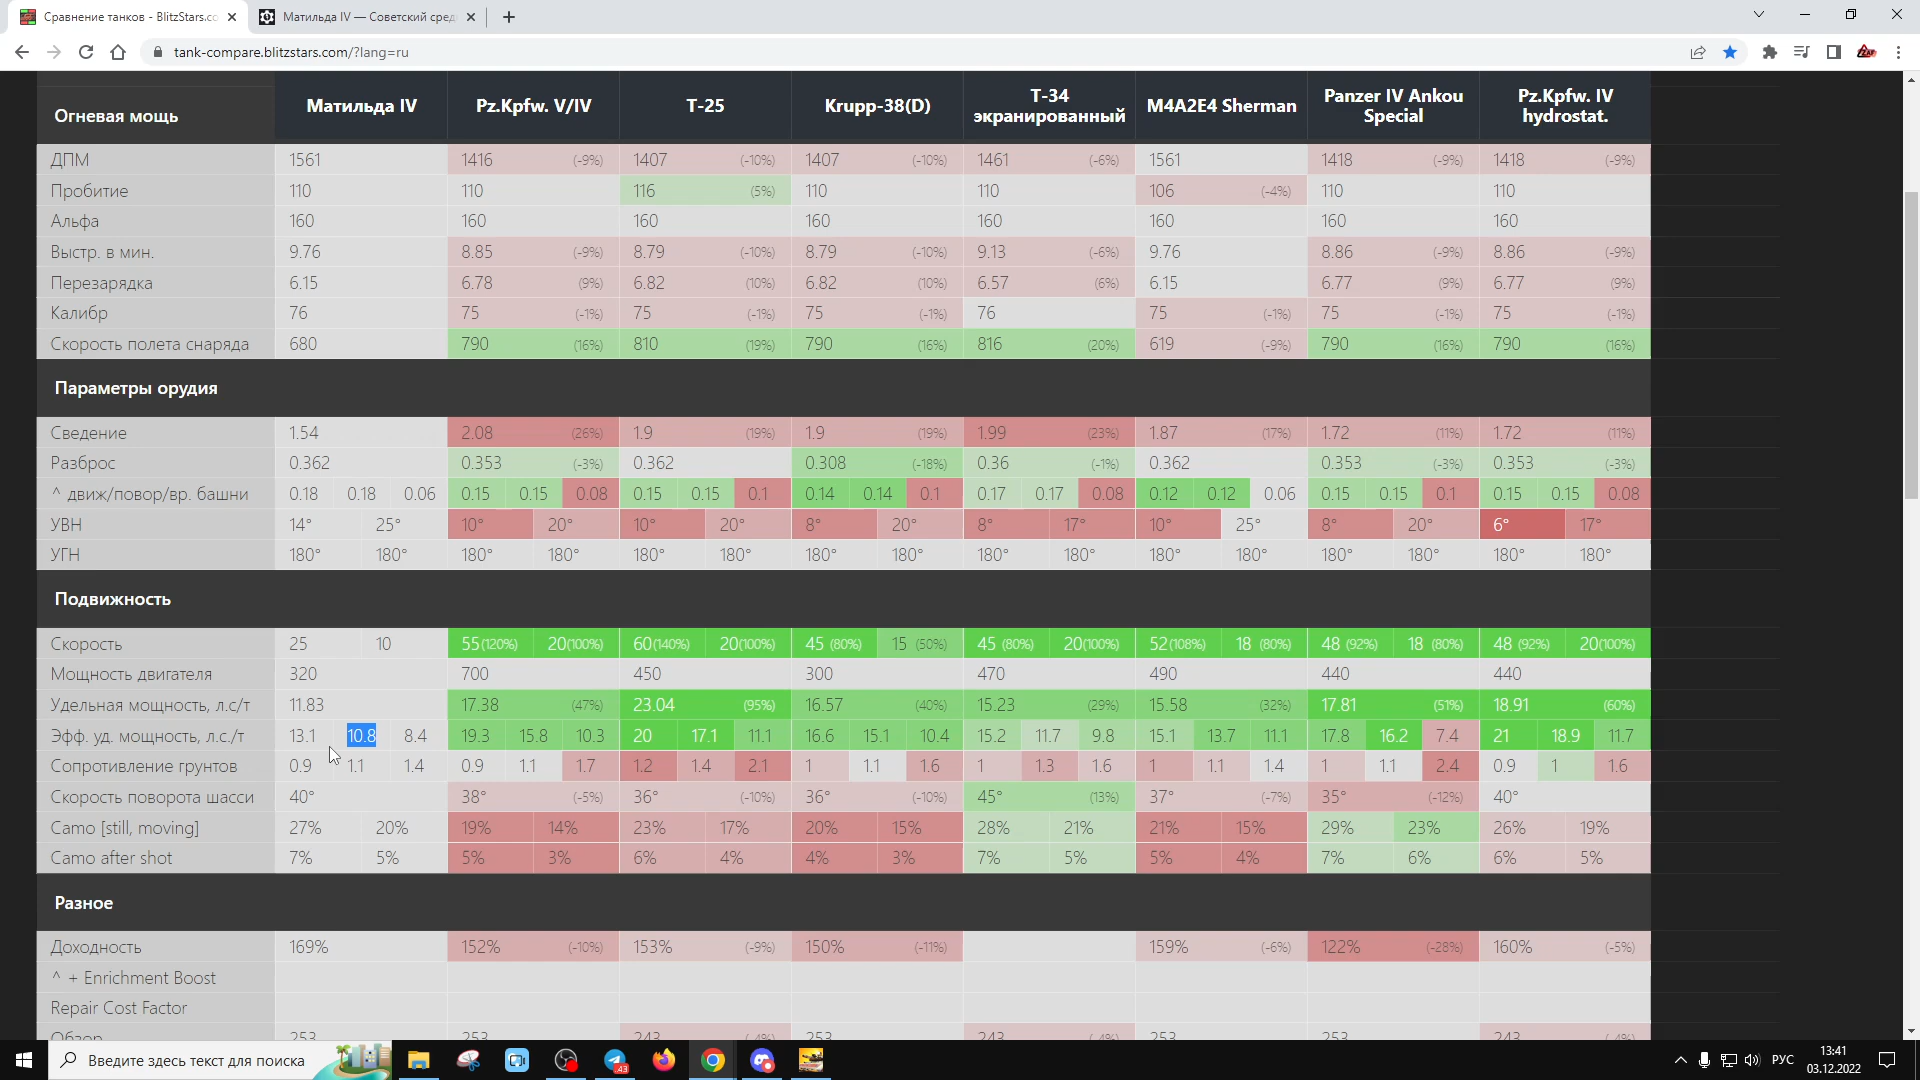 Сравнение танков - BlitzStars.co
Матильда IV — Советский сред
tank-compare.blitzstars.com/?lang=ru
Огневая мощь Матильда IV Pz.Kpfw. V/IV T-25 Krupp-38(D) Т-34 экранированный M4A2E4 Sherman Panzer IV Ankou Special Pz.Kpfw. IV hydrostat.
ДПМ 1561 1416 (-9%) 1407 (-10%) 1407 (-10%) 1461 (-6%) 1561 1418 (-9%) 1418 (-9%)
Пробитие 110 110 116 (5%) 110 110 106 (-4%) 110 110
Альфа 160 160 160 160 160 160 160 160
Выстр. в мин. 9.76 8.85 (-9%) 8.79 (-10%) 8.79 (-10%) 9.13 (-6%) 9.76 8.86 (-9%) 8.86 (-9%)
Перезарядка 6.15 6.78 (9%) 6.82 (10%) 6.82 (10%) 6.57 (6%) 6.15 6.77 (9%) 6.77 (9%)
Калибр 76 75 (-1%) 75 (-1%) 75 (-1%) 76 75 (-1%) 75 (-1%) 75 (-1%)
Скорость полета снаряда 680 790 (16%) 810 (19%) 790 (16%) 816 (20%) 619 (-9%) 790 (16%) 790 (16%)
Параметры орудия
Сведение 1.54 2.08 (26%) 1.9 (19%) 1.9 (19%) 1.99 (23%) 1.87 (17%) 1.72 (11%) 1.72 (11%)
Разброс 0.362 0.353 (-3%) 0.362 0.308 (-18%) 0.36 (-1%) 0.362 0.353 (-3%) 0.353 (-3%)
^ движ/повор/вр. башни 0.18 0.18 0.06 0.15 0.15 0.08 0.15 0.15 0.1 0.14 0.14 0.1 0.17 0.17 0.08 0.12 0.12 0.06 0.15 0.15 0.1 0.15 0.15 0.08
УВН 14° 25° 10° 20° 10° 20° 8° 20° 8° 17° 10° 25° 8° 20° 6° 17°
УГН 180° 180° 180° 180° 180° 180° 180° 180° 180° 180° 180° 180° 180° 180° 180° 180°
Подвижность
Скорость 25 10 55(120%) 20(100%) 60(140%) 20(100%) 45 (80%) 15 (50%) 45 (80%) 20(100%) 52(108%) 18 (80%) 48 (92%) 18 (80%) 48 (92%) 20(100%)
Мощность двигателя 320 700 450 300 470 490 440 440
Удельная мощность, л.с/т 11.83 17.38 (47%) 23.04 (95%) 16.57 (40%) 15.23 (29%) 15.58 (32%) 17.81 (51%) 18.91 (60%)
Эфф. уд. мощность, л.с./т 13.1 10.8 8.4 19.3 15.8 10.3 20 17.1 11.1 16.6 15.1 10.4 15.2 11.7 9.8 15.1 13.7 11.1 17.8 16.2 7.4 21 18.9 11.7
Сопротивление грунтов 0.9 1.1 1.4 0.9 1.1 1.7 1.2 1.4 2.1 1 1.1 1.6 1 1.3 1.6 1 1.1 1.4 1 1.1 2.4 0.9 1 1.6
Скорость поворота шасси 40° 38° (-5%) 36° (-10%) 36° (-10%) 45° (13%) 37° (-7%) 35° (-12%) 40°
Camo [still, moving] 27% 20% 19% 14% 23% 17% 20% 15% 28% 21% 21% 15% 29% 23% 26% 19%
Camo after shot 7% 5% 5% 3% 6% 4% 4% 3% 7% 5% 5% 4% 7% 6% 6% 5%
Разное
Доходность 169% 152% (-10%) 153% (-9%) 150% (-11%) 159% (-6%) 122% (-28%) 160% (-5%)
^ + Enrichment Boost
Repair Cost Factor
Обзор 253 253 243 (-4%) 253 243 (-4%) 253 253 243 (-4%)
Введите здесь текст для поиска
43
РУС
13:41
03.12.2022